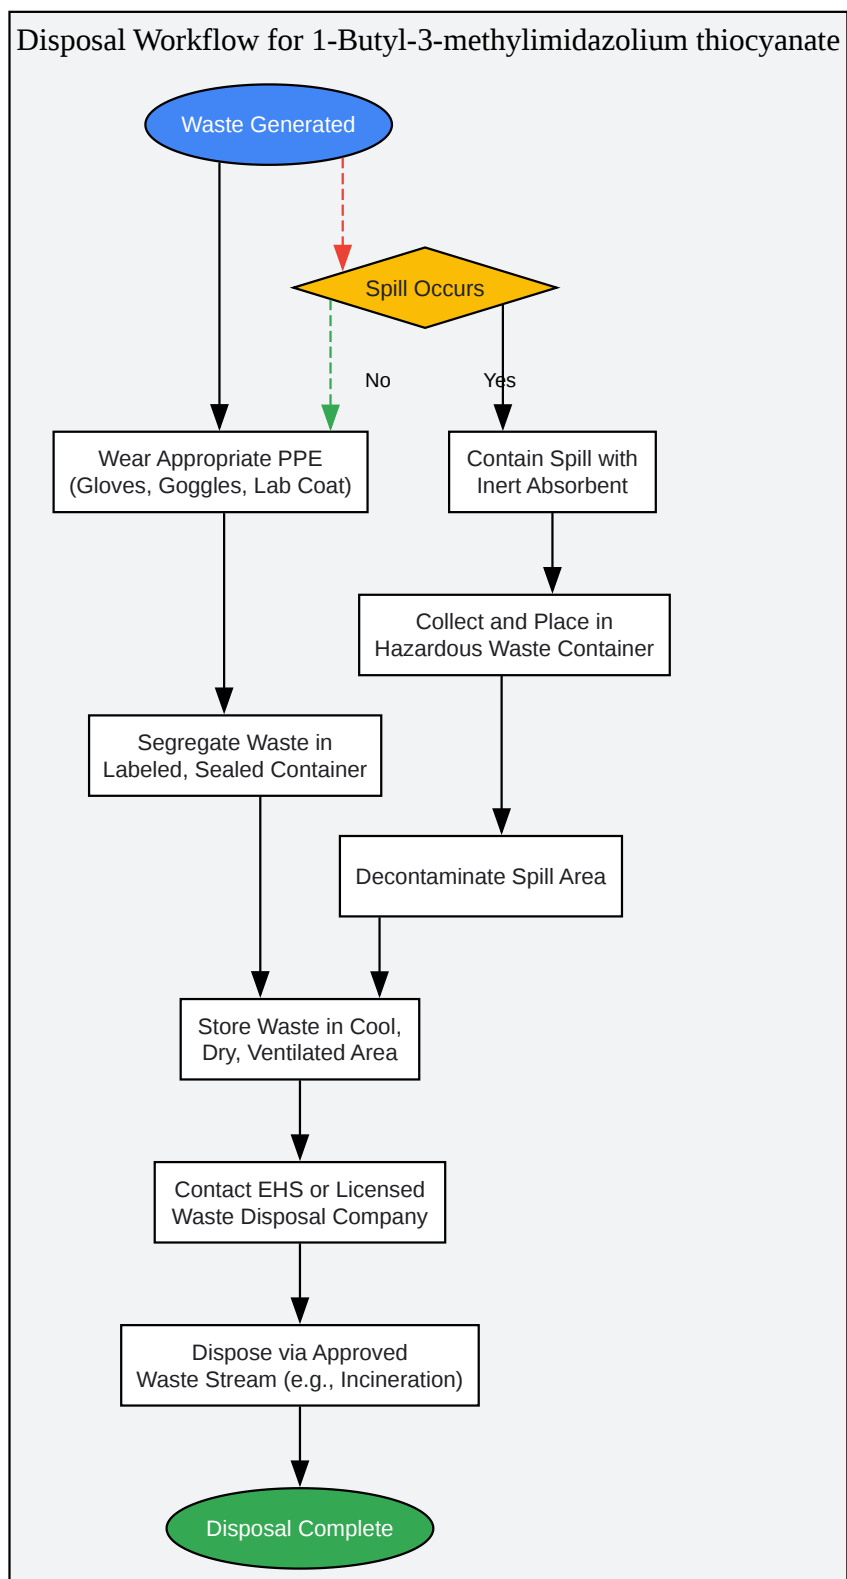 Disposal Workflow for 1-Butyl-3-methylimidazolium thiocyanate
Waste Generated
Spill Occurs
No
Yes
Wear Appropriate PPE
(Gloves, Goggles, Lab Coat)
Contain Spill with
Inert Absorbent
Collect and Place in
Hazardous Waste Container
Segregate Waste in
Labeled, Sealed Container
Decontaminate Spill Area
Store Waste in Cool,
Dry, Ventilated Area
Contact EHS or Licensed
Waste Disposal Company
Dispose via Approved
Waste Stream (e.g., Incineration)
Disposal Complete